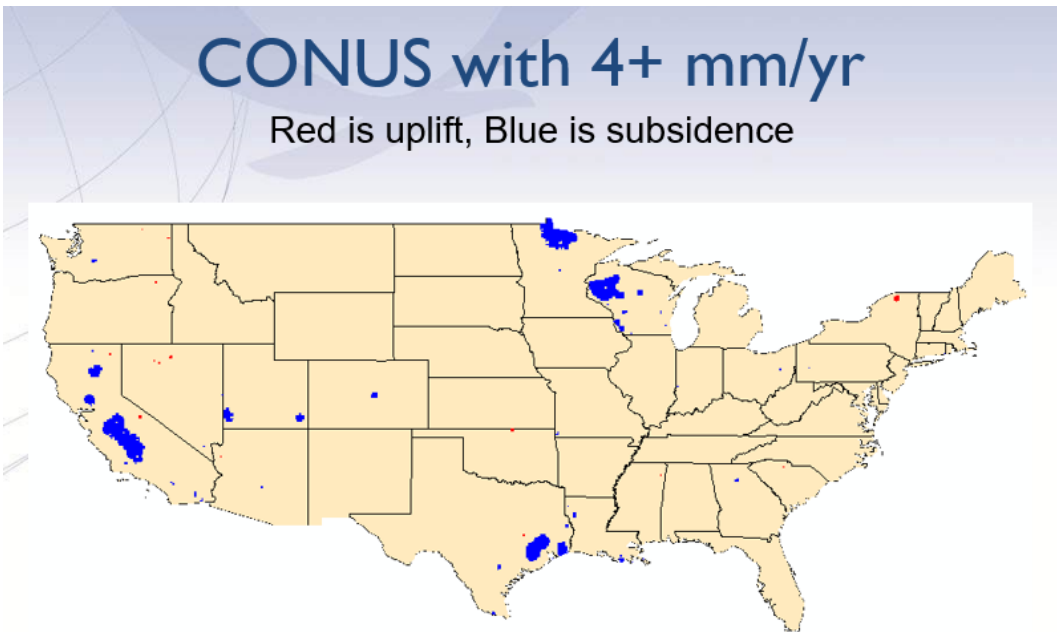 CONUS with 4+ mm/yr
Red is uplift, Blue is subsidence